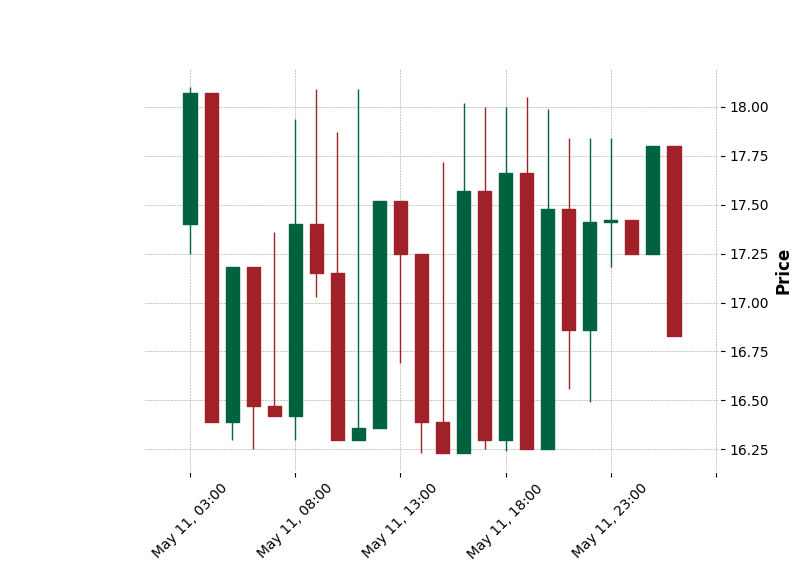 18.00
17.75
17.50
17.25
17.00
16.75
16.50
16.25
Price
May 11, 03:00
May 11, 08:00
May 11, 13:00
May 11, 18:00
May 11, 23:00